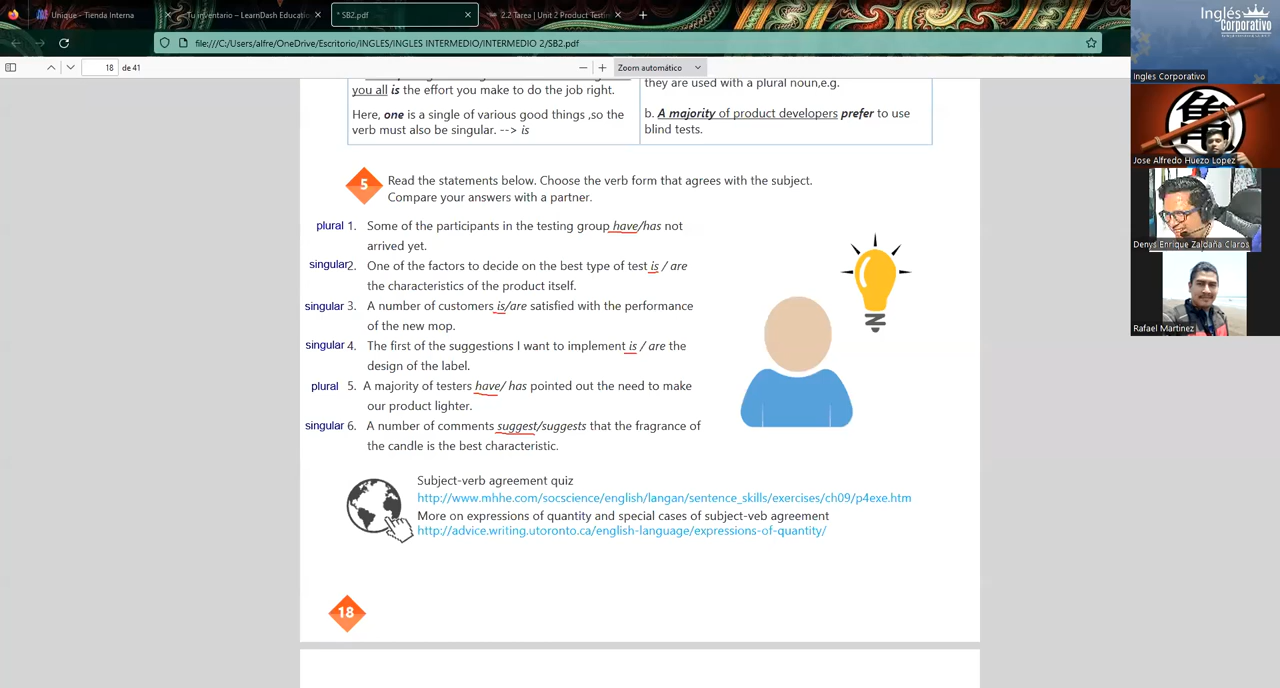 Unique - Tienda Interna
Tu inventario – LearnDash Educati
* SB2.pdf
2.2 Tarea | Unit 2 Product Testin
file:///C:/Users/alfre/OneDrive/Escritorio/INGLES/INGLES INTERMEDIO/INTERMEDIO 2/SB2.pdf
18 de 41
Zoom automático
you all is the effort you make to do the job right.
Here, one is a single of various good things ,so the
verb must also be singular. --> is
they are used with a plural noun,e.g.
b. A majority of product developers prefer to use
blind tests.
5 Read the statements below. Choose the verb form that agrees with the subject.
Compare your answers with a partner.
plural 1. Some of the participants in the testing group have/has not
arrived yet.
singular 2. One of the factors to decide on the best type of test is / are
the characteristics of the product itself.
singular 3. A number of customers is/are satisfied with the performance
of the new mop.
singular 4. The first of the suggestions I want to implement is / are the
design of the label.
plural 5. A majority of testers have/ has pointed out the need to make
our product lighter.
singular 6. A number of comments suggest/suggests that the fragrance of
the candle is the best characteristic.
Subject-verb agreement quiz
http://www.mhhe.com/socscience/english/langan/sentence_skills/exercises/ch09/p4exe.htm
More on expressions of quantity and special cases of subject-veb agreement
http://advice.writing.utoronto.ca/english-language/expressions-of-quantity/
18
Inglés
Corporativo
Ingles Corporativo
Jose Alfredo Huezo Lopez
Denys Enrique Zaldaña Claros
Rafael Martinez